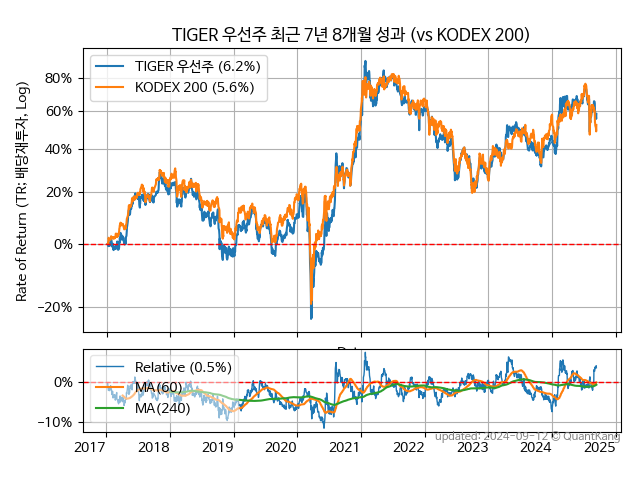 TIGER 우선주 최근 7년 8개월 성과 (vs KODEX 200)
Rate of Return (TR: 배당재투자, Log)
80%
60%
40%
20%
0%
−20%
TIGER 우선주 (6.2%)
KODEX 200 (5.6%)
0%
−10%
Relative (0.5%)
MA(60)
MA(240)
2017 2018 2019 2020 2021 2022 2023 2024 2025
updated: 2024-09-12 © QuantKang